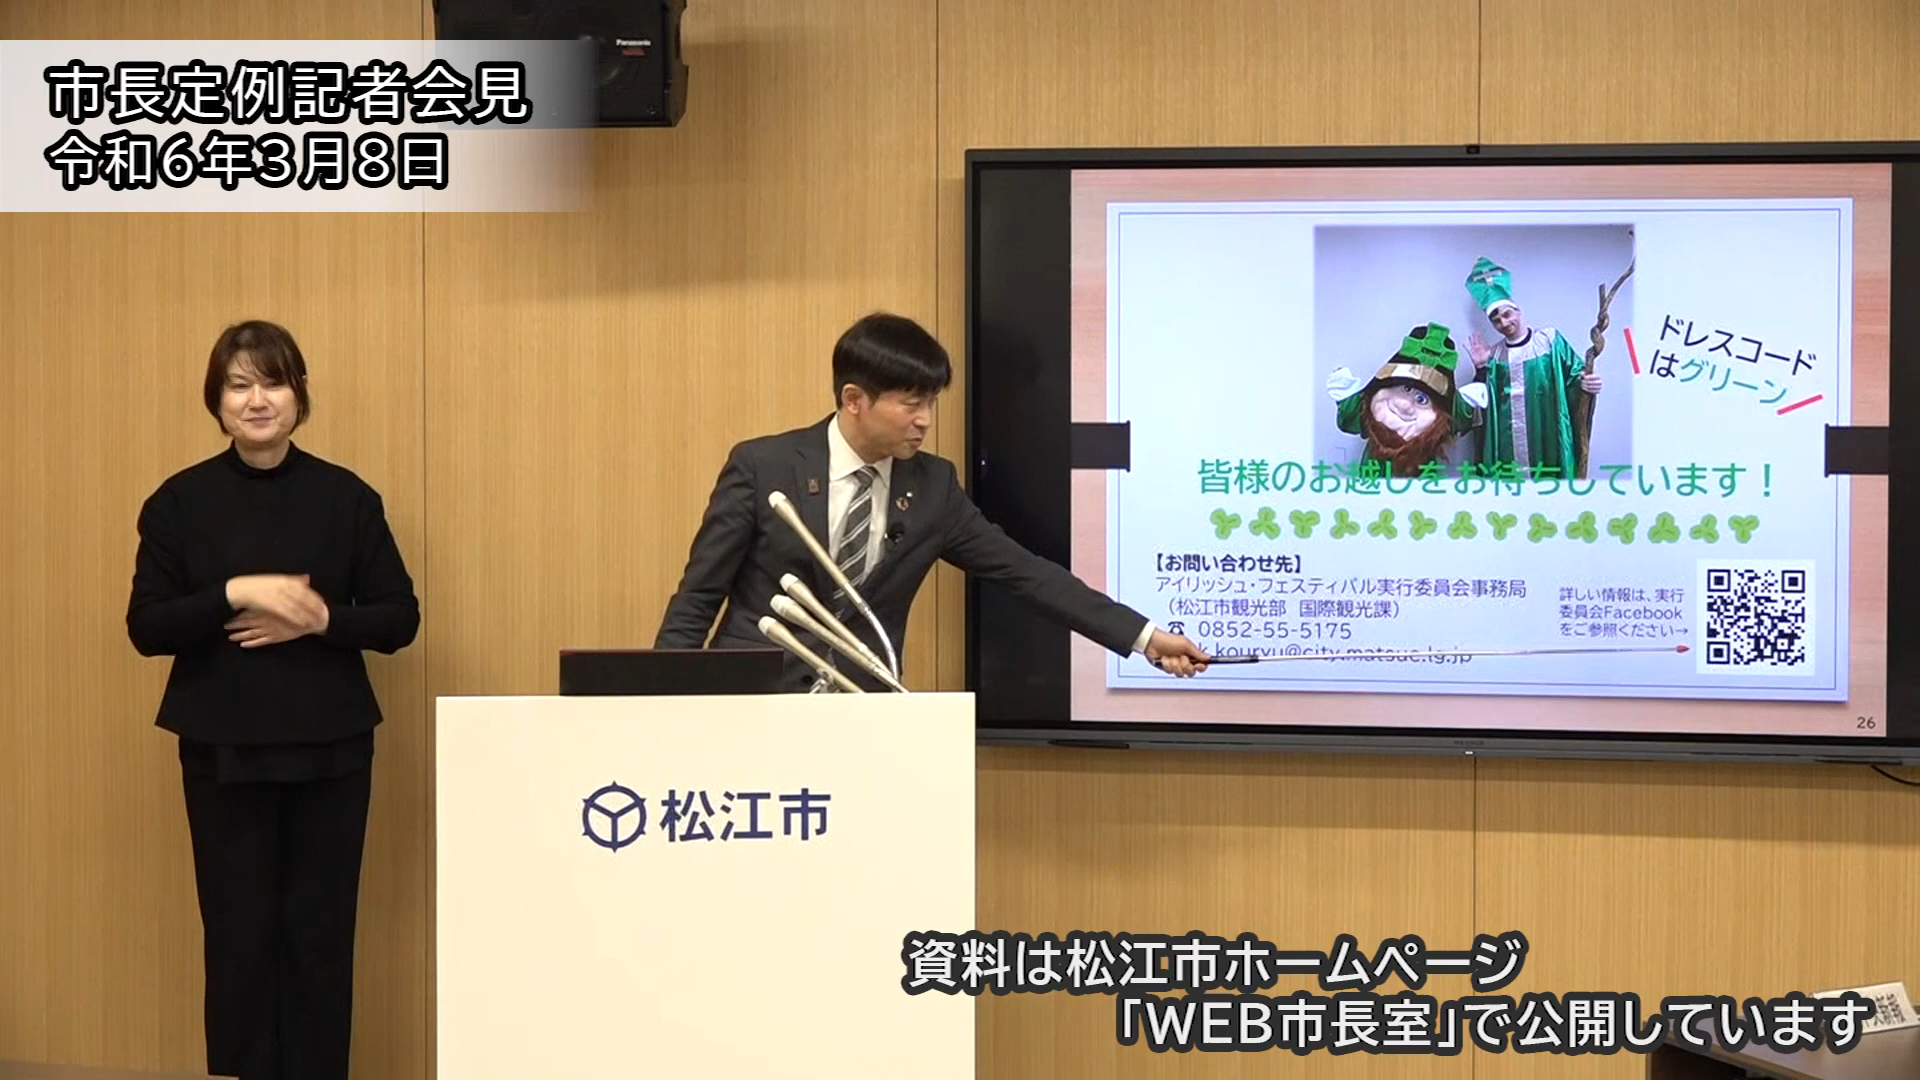 市長定例記者会見
令和6年3月8日
Panasonic
ドレスコード
はグリーン
皆様のお越しをお待ちしています！
【お問い合わせ先】
アイリッシュ・フェスティバル実行委員会事務局
（松江市観光部 国際観光課）
☎ 0852-55-5175
k.kouryu@city.matsue.lg.jp
詳しい情報は、実行
委員会Facebook
をご参照ください→
26
松江市
資料は松江市ホームページ
「WEB市長室」で公開しています